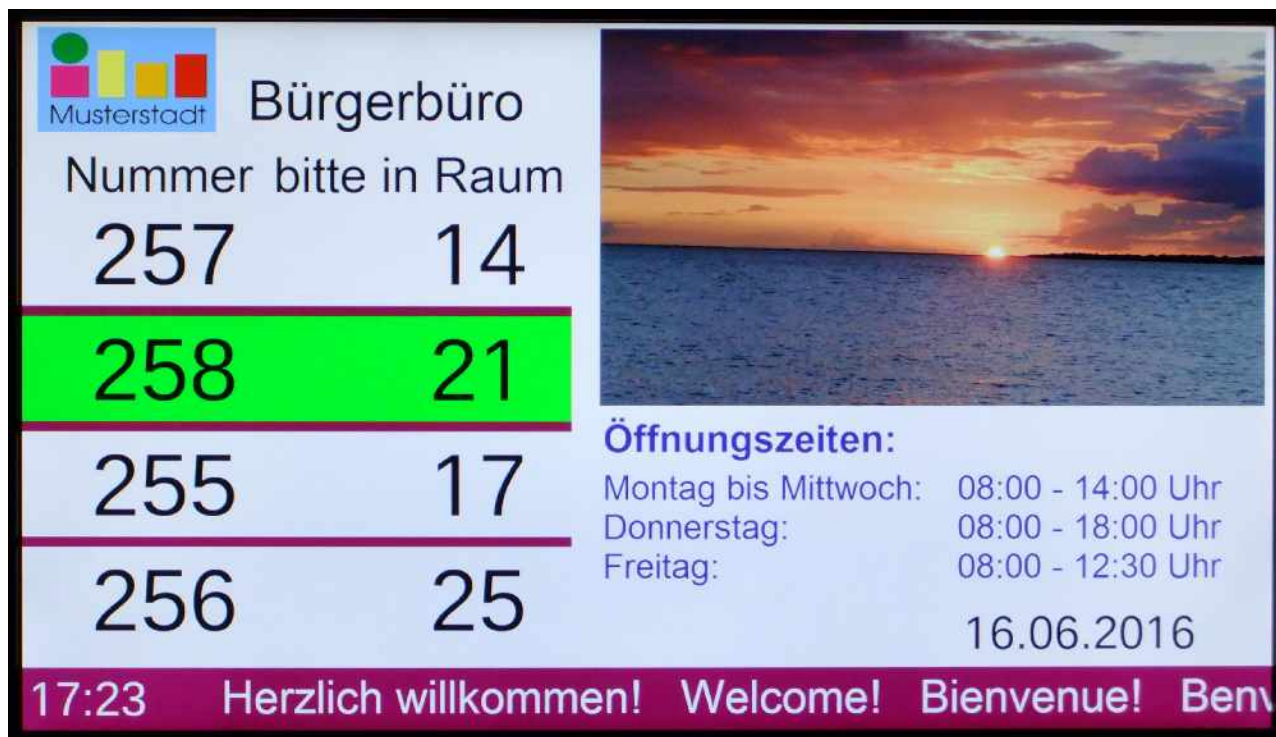 Musterstadt
Bürgerbüro
Nummer bitte in Raum
257 14
258 21
255 17
256 25
Öffnungszeiten:
Montag bis Mittwoch: 08:00 - 14:00 Uhr
Donnerstag: 08:00 - 18:00 Uhr
Freitag: 08:00 - 12:30 Uhr
16.06.2016
17:23 Herzlich willkommen! Welcome! Bienvenue! Benv